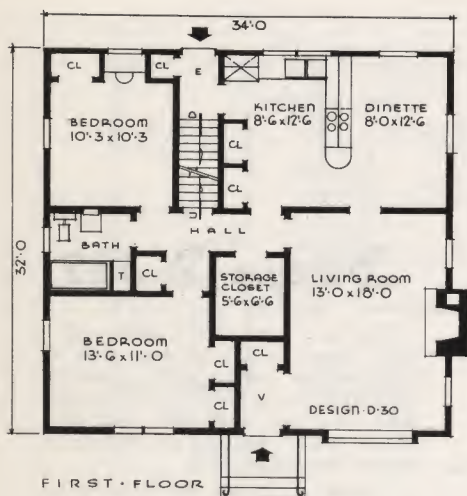 34'·0
CL
CL
E
BEDROOM
10'·3 x 10'·3
KITCHEN
8'·6 x 12'·6
DINETTE
8'·0 x 12'·6
D
CL
CL
U
HALL
32'·0
BATH
T
CL
STORAGE
CLOSET
5'·6 x 6'·6
LIVING ROOM
13'·0 x 18'·0
BEDROOM
13'·6 x 11'·0
CL
CL
CL
V
DESIGN·D·30
FIRST·FLOOR